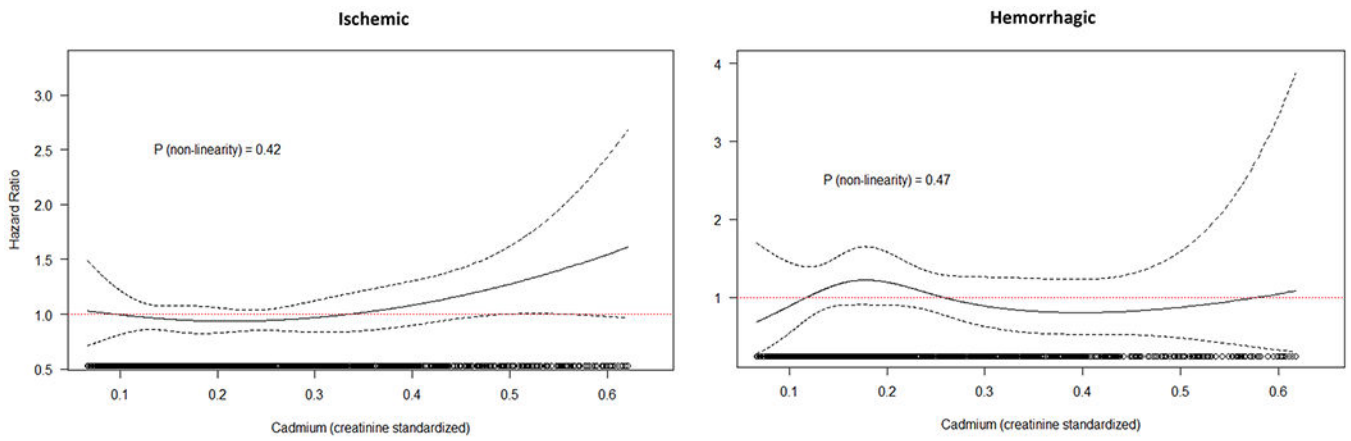 Ischemic
Hazard Ratio
3.0
2.5
2.0
1.5
1.0
0.5
P (non-linearity) = 0.42
0.1 0.2 0.3 0.4 0.5 0.6
Cadmium (creatinine standardized)
Hemorrhagic
4
3
2
1
P (non-linearity) = 0.47
0.1 0.2 0.3 0.4 0.5 0.6
Cadmium (creatinine standardized)